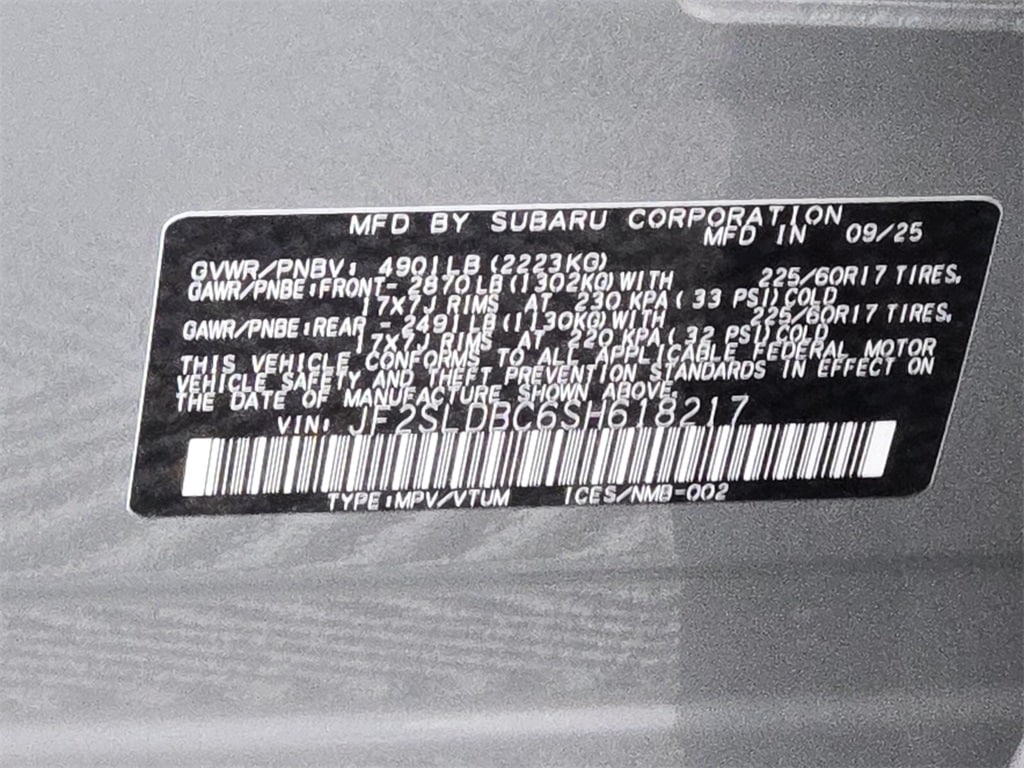 MFD BY SUBARU CORPORATION
MFD IN 09/25
GVWR/PNBV: 4901LB(2223KG)
GAWR/PNBE:FRONT- 2870LB(1302KG)WITH 225/60R17 TIRES.
17x7J RIMS AT 230 KPA( 33 PSI)COLD
GAWR/PNBE:REAR - 2491LB(1130KG)WITH 225/60R17 TIRES.
17x7J RIMS AT 220 KPA( 32 PSI)COLD
THIS VEHICLE CONFORMS TO ALL APPLICABLE FEDERAL MOTOR
VEHICLE SAFETY AND THEFT PREVENTION STANDARDS IN EFFECT ON
THE DATE OF MANUFACTURE SHOWN ABOVE.
VIN: JF2SLDBC6SH618217
TYPE:MPV/VTUM ICES/NMB-002